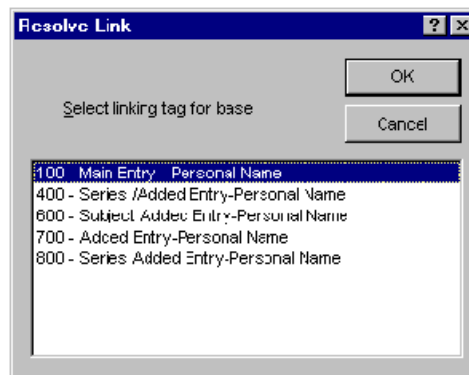 Resolve Link
? ×
OK
Select linking tag for base
Cancel
100 - Main Entry - Personal Name
400 - Series /Added Entry-Personal Name
600 - Subject Added Entry-Personal Name
700 - Added Entry-Personal Name
800 - Series Added Entry-Personal Name